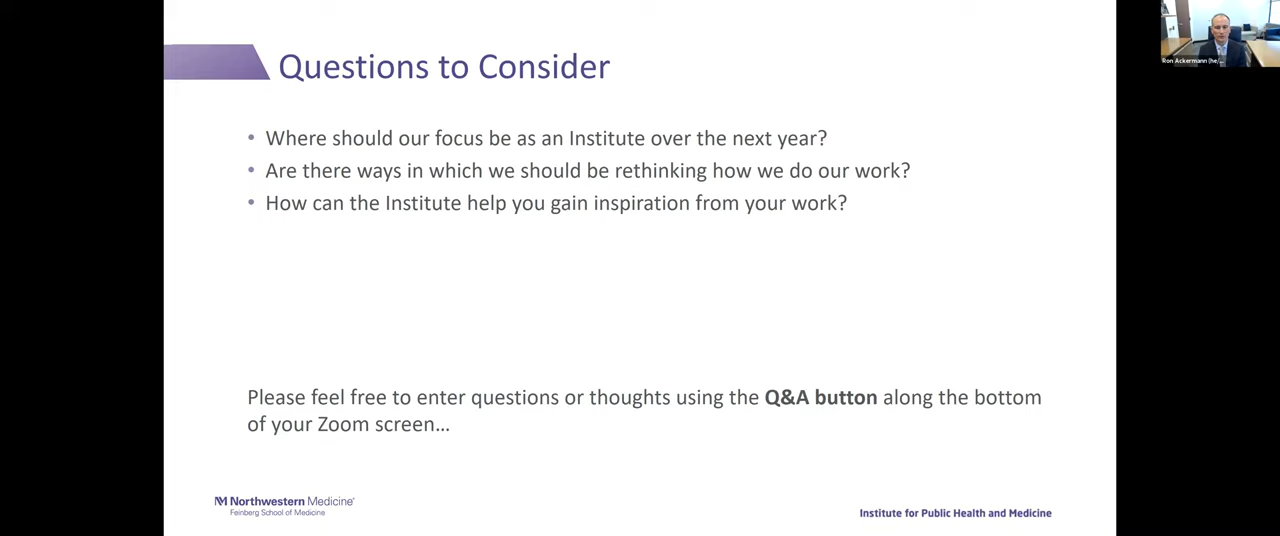 Questions to Consider
• Where should our focus be as an Institute over the next year?
• Are there ways in which we should be rethinking how we do our work?
• How can the Institute help you gain inspiration from your work?
Please feel free to enter questions or thoughts using the Q&A button along the bottom
of your Zoom screen…
Northwestern Medicine
Feinberg School of Medicine
Institute for Public Health and Medicine
Ron Ackermann (he/...